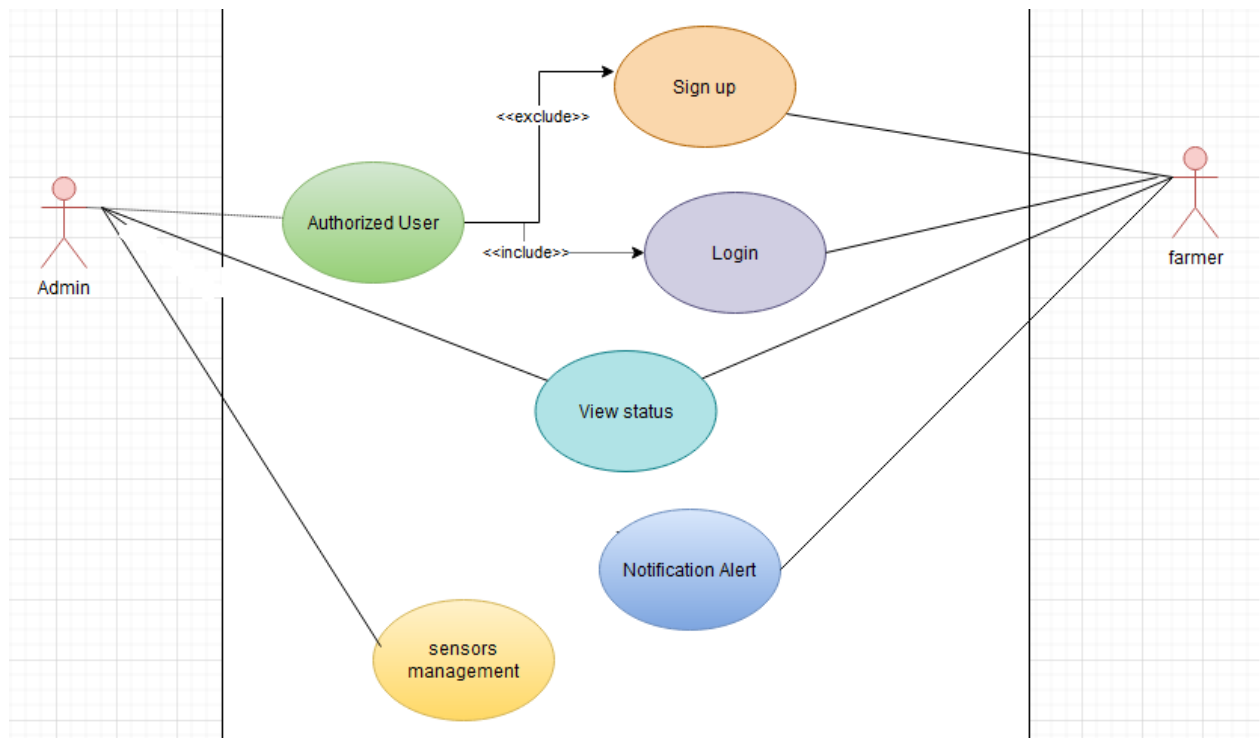 Sign up
<<exclude>>
Authorized User
<<include>>
Login
Admin
farmer
View status
Notification Alert
sensors
management